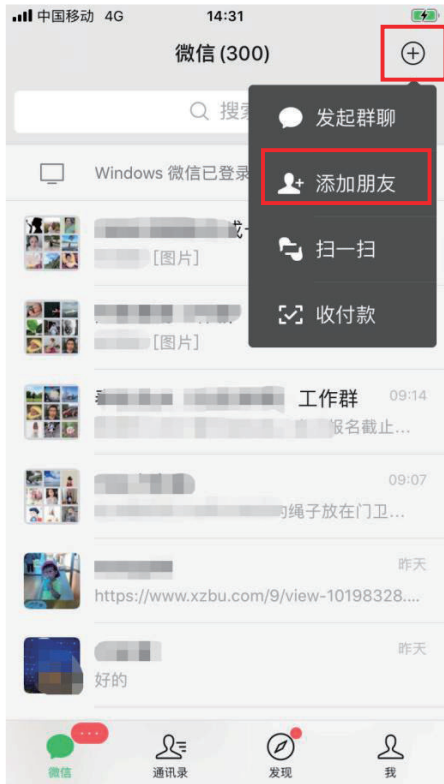 中国移动 4G 14:31
微信(300)
搜
发起群聊
添加朋友
扫一扫
收付款
Windows 微信已登录
[图片]
[图片]
工作群 09:14
报名截止...
09:07
的绳子放在门卫...
昨天
https://www.xzbu.com/9/view-10198328....
昨天
好的
微信
通讯录
发现
我